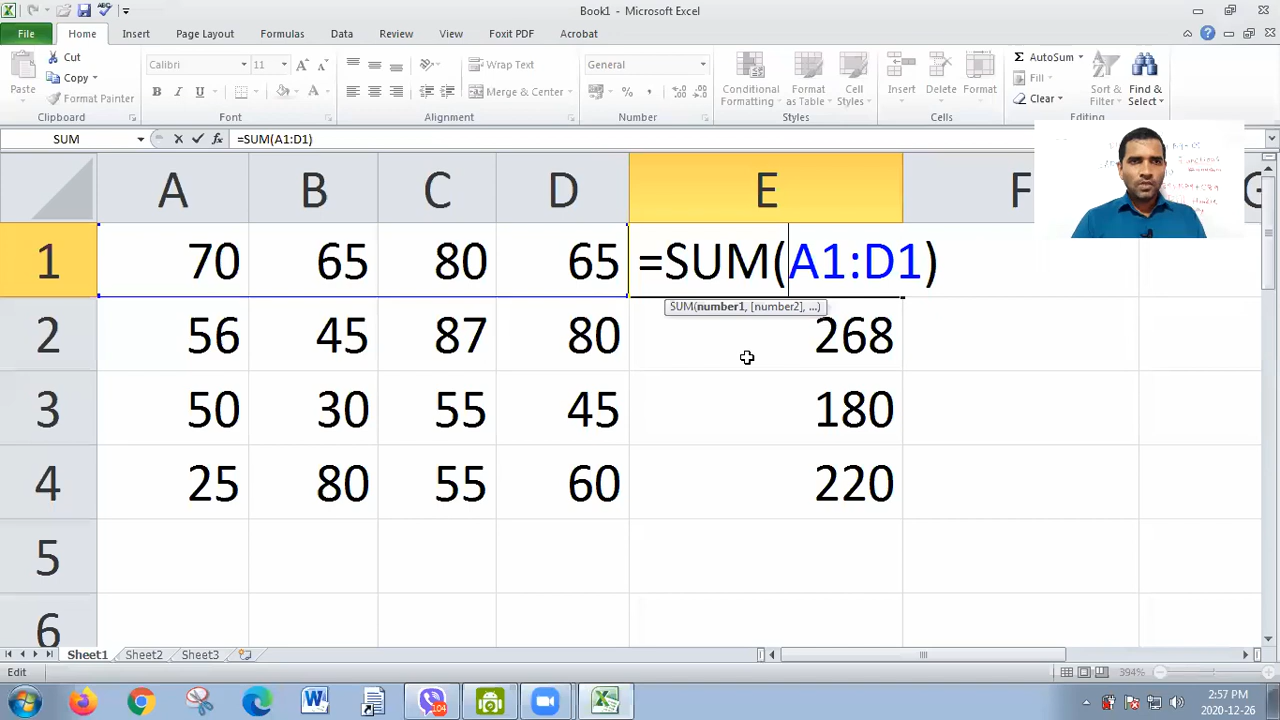 Book1 - Microsoft Excel
File Home Insert Page Layout Formulas Data Review View Foxit PDF Acrobat
Paste
Cut
Copy
Format Painter
Clipboard
Calibri 11
B I U
Font
Wrap Text
Merge & Center
Alignment
General
Number
Conditional Formatting
Format as Table
Cell Styles
Styles
Insert Delete Format
Cells
AutoSum
Fill
Clear
Sort & Filter
Find & Select
Editing
SUM fx =SUM(A1:D1)
A B C D E F G
1 70 65 80 65 =SUM(A1:D1)
SUM(number1, [number2], ...)
2 56 45 87 80 268
3 50 30 55 45 180
4 25 80 55 60 220
5
6
Sheet1 Sheet2 Sheet3
Edit 394%
104
2:57 PM
2020-12-26